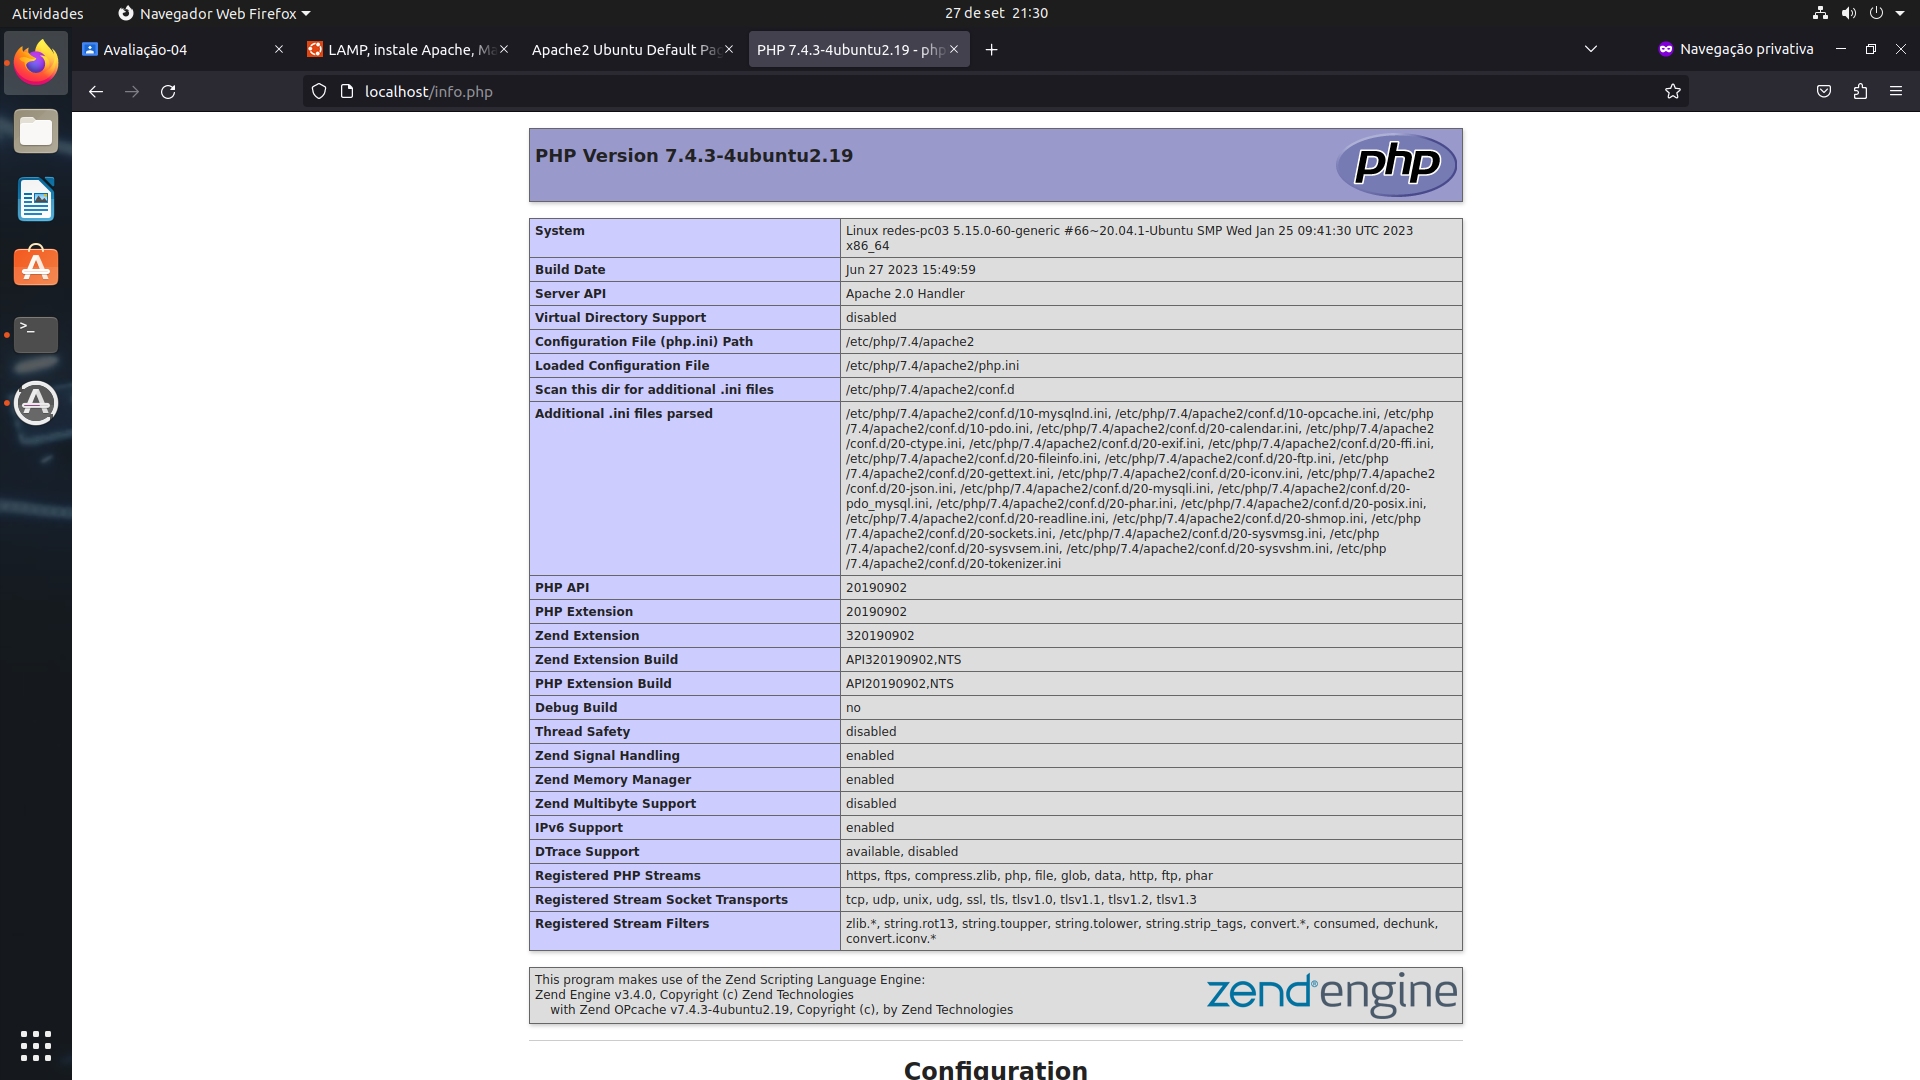 Atividades
Navegador Web Firefox
27 de set 21:30
Avaliação-04
LAMP, instale Apache, Ma
Apache2 Ubuntu Default Pag
PHP 7.4.3-4ubuntu2.19 - php
Navegação privativa
localhost/info.php
PHP Version 7.4.3-4ubuntu2.19
php
System
Linux redes-pc03 5.15.0-60-generic #66~20.04.1-Ubuntu SMP Wed Jan 25 09:41:30 UTC 2023
x86_64
Build Date
Jun 27 2023 15:49:59
Server API
Apache 2.0 Handler
Virtual Directory Support
disabled
Configuration File (php.ini) Path
/etc/php/7.4/apache2
Loaded Configuration File
/etc/php/7.4/apache2/php.ini
Scan this dir for additional .ini files
/etc/php/7.4/apache2/conf.d
Additional .ini files parsed
/etc/php/7.4/apache2/conf.d/10-mysqlnd.ini, /etc/php/7.4/apache2/conf.d/10-opcache.ini, /etc/php
/7.4/apache2/conf.d/10-pdo.ini, /etc/php/7.4/apache2/conf.d/20-calendar.ini, /etc/php/7.4/apache2
/conf.d/20-ctype.ini, /etc/php/7.4/apache2/conf.d/20-exif.ini, /etc/php/7.4/apache2/conf.d/20-ffi.ini,
/etc/php/7.4/apache2/conf.d/20-fileinfo.ini, /etc/php/7.4/apache2/conf.d/20-ftp.ini, /etc/php
/7.4/apache2/conf.d/20-gettext.ini, /etc/php/7.4/apache2/conf.d/20-iconv.ini, /etc/php/7.4/apache2
/conf.d/20-json.ini, /etc/php/7.4/apache2/conf.d/20-mysqli.ini, /etc/php/7.4/apache2/conf.d/20-
pdo_mysql.ini, /etc/php/7.4/apache2/conf.d/20-phar.ini, /etc/php/7.4/apache2/conf.d/20-posix.ini,
/etc/php/7.4/apache2/conf.d/20-readline.ini, /etc/php/7.4/apache2/conf.d/20-shmop.ini, /etc/php
/7.4/apache2/conf.d/20-sockets.ini, /etc/php/7.4/apache2/conf.d/20-sysvmsg.ini, /etc/php
/7.4/apache2/conf.d/20-sysvsem.ini, /etc/php/7.4/apache2/conf.d/20-sysvshm.ini, /etc/php
/7.4/apache2/conf.d/20-tokenizer.ini
PHP API
20190902
PHP Extension
20190902
Zend Extension
320190902
Zend Extension Build
API320190902,NTS
PHP Extension Build
API20190902,NTS
Debug Build
no
Thread Safety
disabled
Zend Signal Handling
enabled
Zend Memory Manager
enabled
Zend Multibyte Support
disabled
IPv6 Support
enabled
DTrace Support
available, disabled
Registered PHP Streams
https, ftps, compress.zlib, php, file, glob, data, http, ftp, phar
Registered Stream Socket Transports
tcp, udp, unix, udg, ssl, tls, tlsv1.0, tlsv1.1, tlsv1.2, tlsv1.3
Registered Stream Filters
zlib.*, string.rot13, string.toupper, string.tolower, string.strip_tags, convert.*, consumed, dechunk,
convert.iconv.*
This program makes use of the Zend Scripting Language Engine:
Zend Engine v3.4.0, Copyright (c) Zend Technologies
with Zend OPcache v7.4.3-4ubuntu2.19, Copyright (c), by Zend Technologies
zend® engine
Configuration